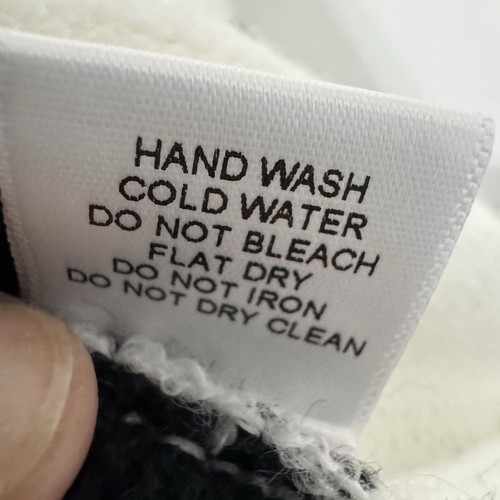 HAND WASH
COLD WATER
DO NOT BLEACH
FLAT DRY
DO NOT IRON
DO NOT DRY CLEAN